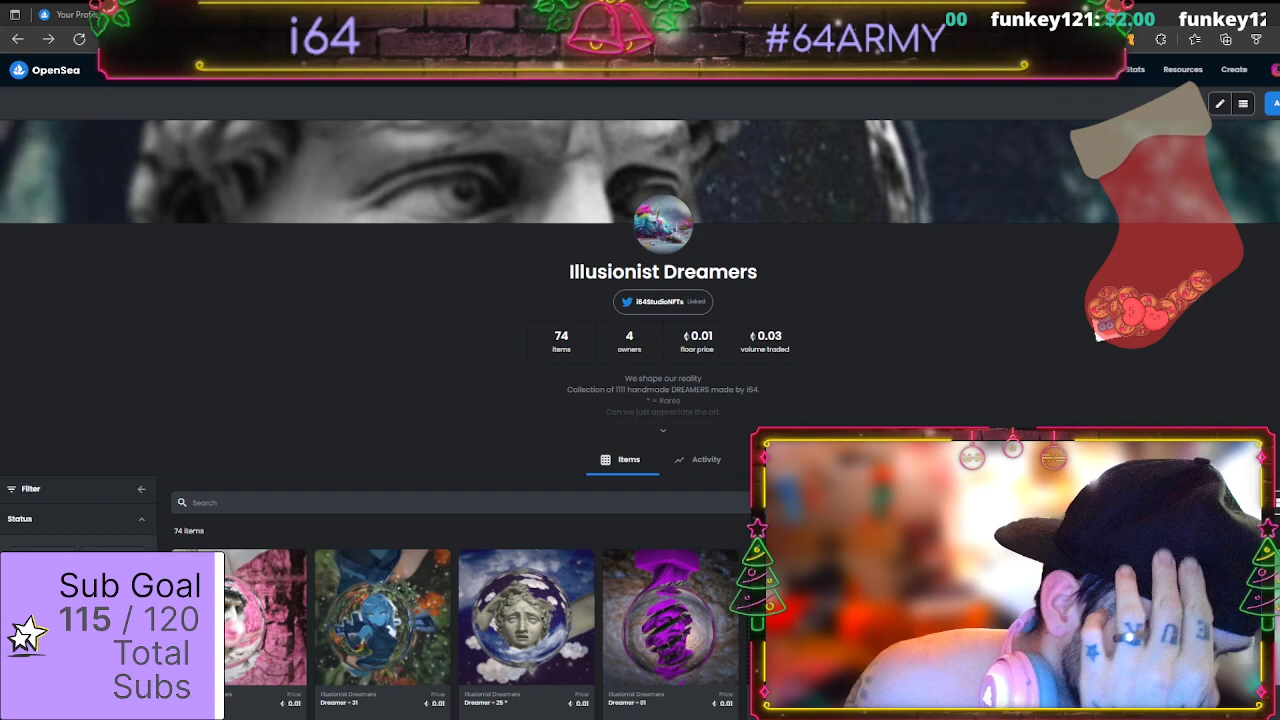 Your Profi
i64
#64ARMY
00 funkey121: $2.00 funkey12
OpenSea
Stats Resources Create
Illusionist Dreamers
i64StudioNFTs Linked
74 4 0.01 0.03
items owners floor price volume traded
We shape our reality
Collection of 1111 handmade DREAMERS made by i64.
* = Rares
Can we just appreciate the art.
Items Activity
Filter
Search
Status
74 items
Sub Goal
115 / 120
Total
Subs
Price
0.01
Illusionist Dreamers Price
Dreamer - 31 0.01
Illusionist Dreamers Price
Dreamer - 25 * 0.01
Illusionist Dreamers Price
Dreamer - 01 0.01